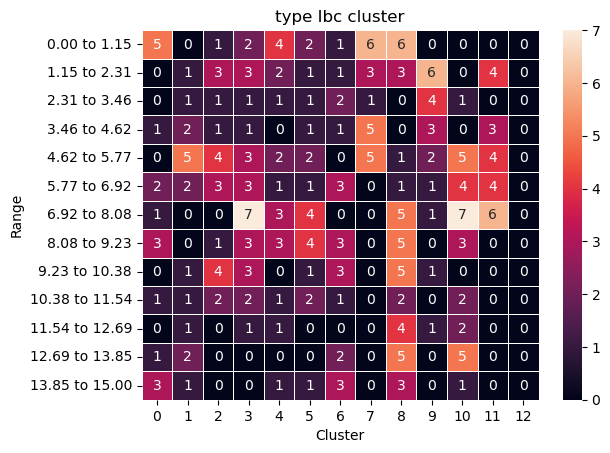 type Ibc cluster
Range
0.00 to 1.15 5 0 1 2 4 2 1 6 6 0 0 0 0
1.15 to 2.31 0 1 3 3 2 1 1 3 3 6 0 4 0
2.31 to 3.46 0 1 1 1 1 1 2 1 0 4 1 0 0
3.46 to 4.62 1 2 1 1 0 1 1 5 0 3 0 3 0
4.62 to 5.77 0 5 4 3 2 2 0 5 1 2 5 4 0
5.77 to 6.92 2 2 3 3 1 1 3 0 1 1 4 4 0
6.92 to 8.08 1 0 0 7 3 4 0 0 5 1 7 6 0
8.08 to 9.23 3 0 1 3 3 4 3 0 5 0 3 0 0
9.23 to 10.38 0 1 4 3 0 1 3 0 5 1 0 0 0
10.38 to 11.54 1 1 2 2 1 2 1 0 2 0 2 0 0
11.54 to 12.69 0 1 0 1 1 0 0 0 4 1 2 0 0
12.69 to 13.85 1 2 0 0 0 0 2 0 5 0 5 0 0
13.85 to 15.00 3 1 0 0 1 1 3 0 3 0 1 0 0
0 1 2 3 4 5 6 7 8 9 10 11 12
Cluster
7
6
5
4
3
2
1
0